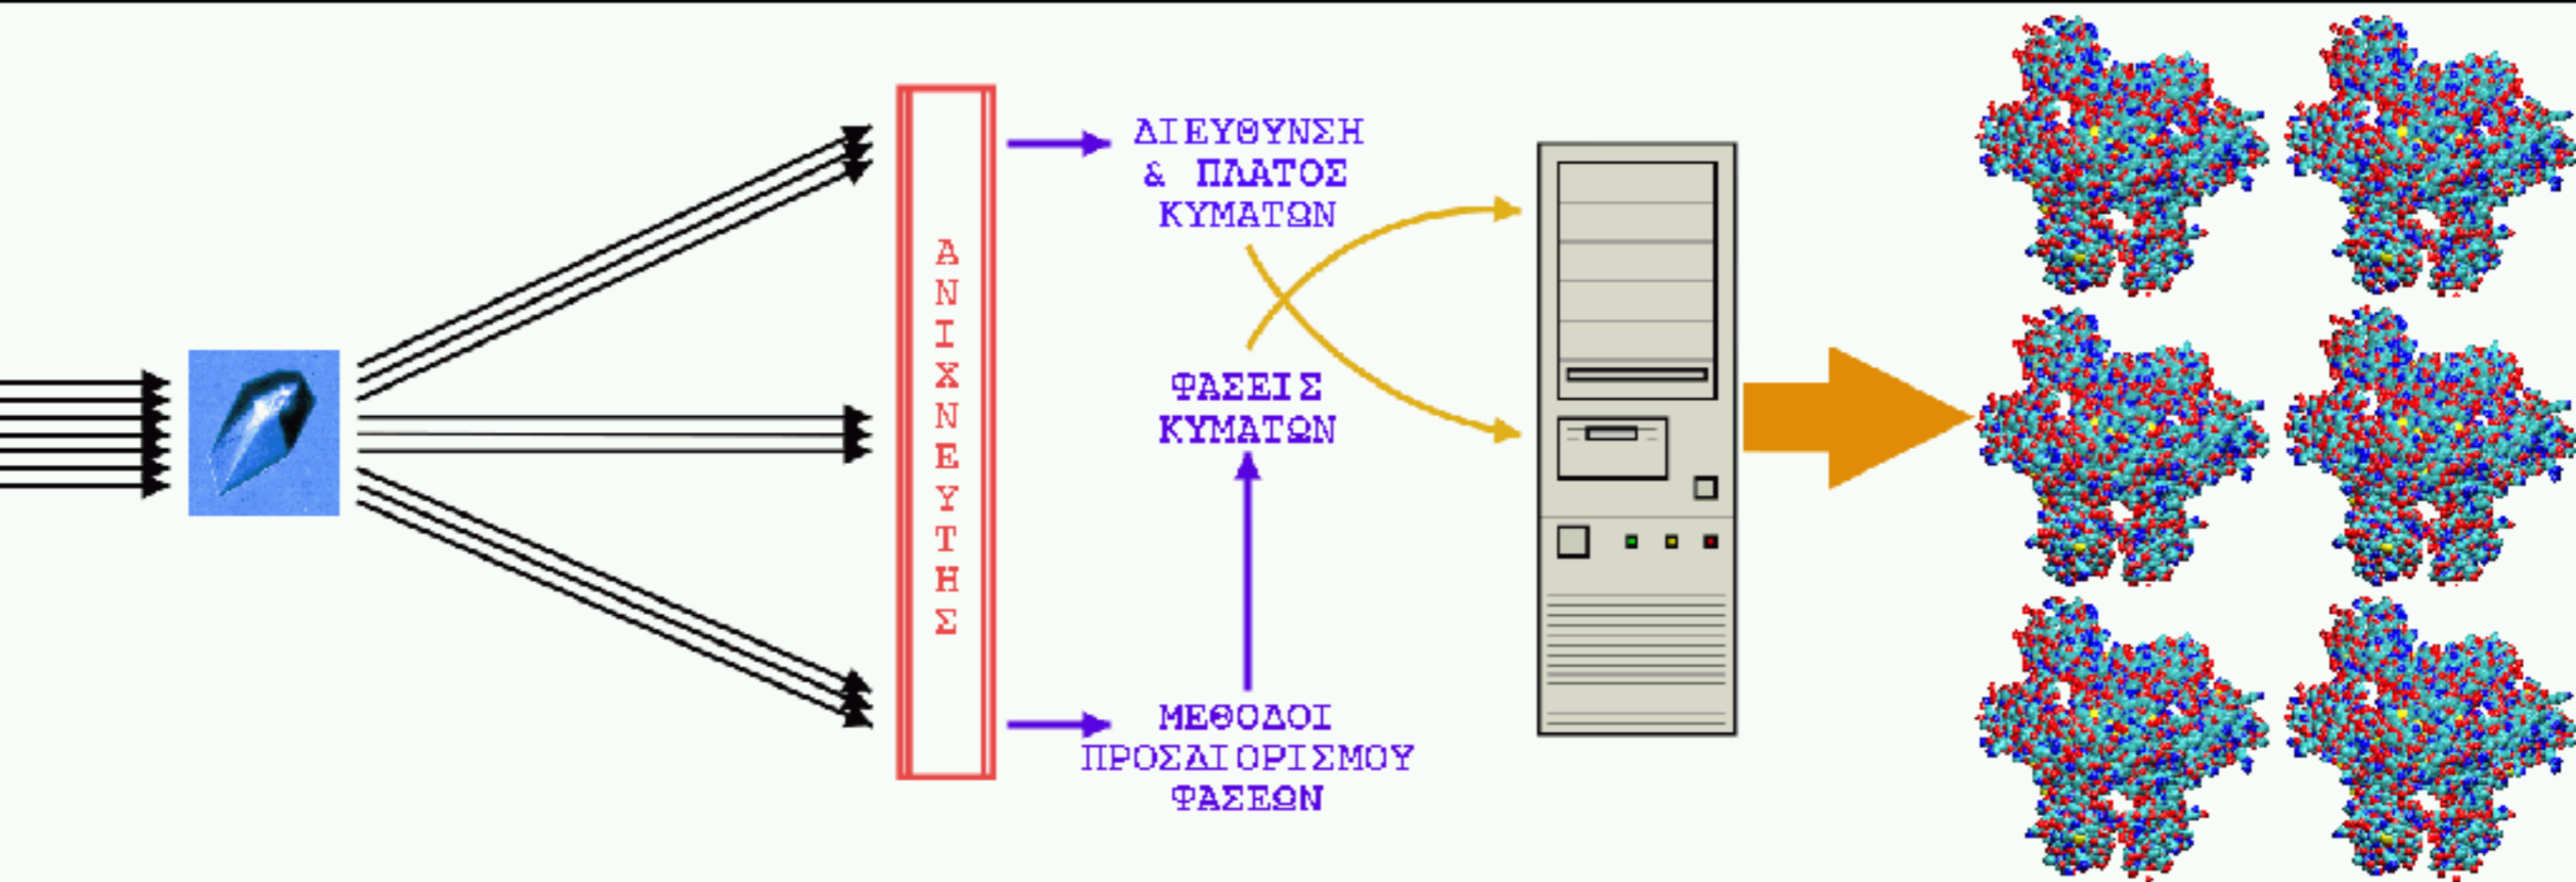 ΑΝΙΧΝΕΥΤΗΣ
ΔΙΕΥΘΥΝΣΗ
& ΠΛΑΤΟΣ
ΚΥΜΑΤΩΝ
ΦΑΣΕΙΣ
ΚΥΜΑΤΩΝ
ΜΕΘΟΔΟΙ
ΠΡΟΣΔΙΟΡΙΣΜΟΥ
ΦΑΣΕΩΝ